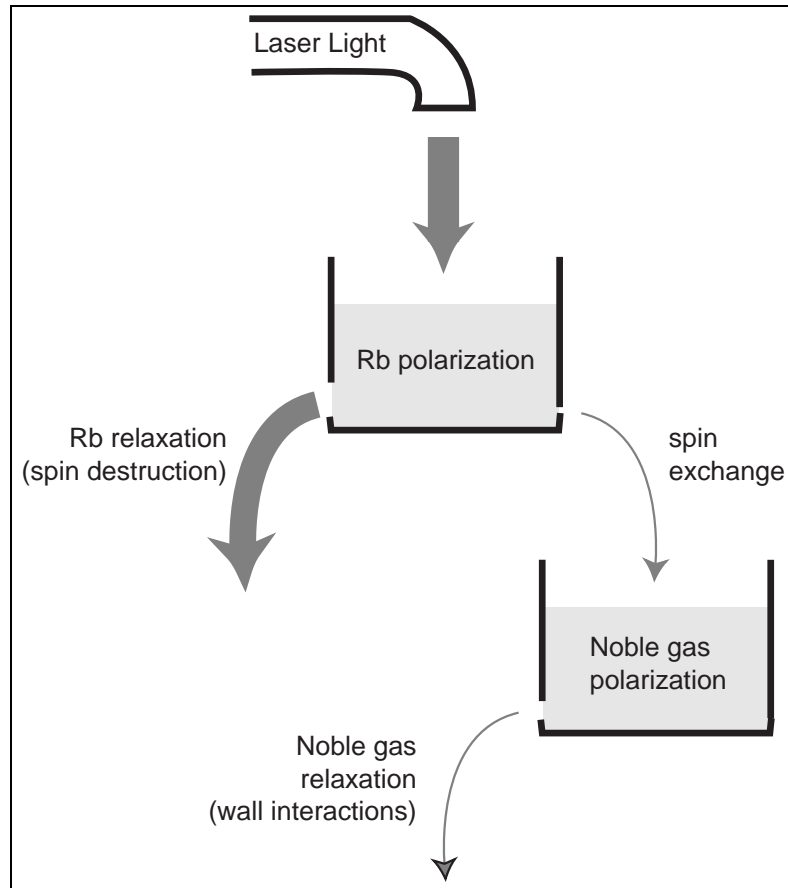 Laser Light
Rb polarization
Rb relaxation
(spin destruction)
spin
exchange
Noble gas
polarization
Noble gas
relaxation
(wall interactions)